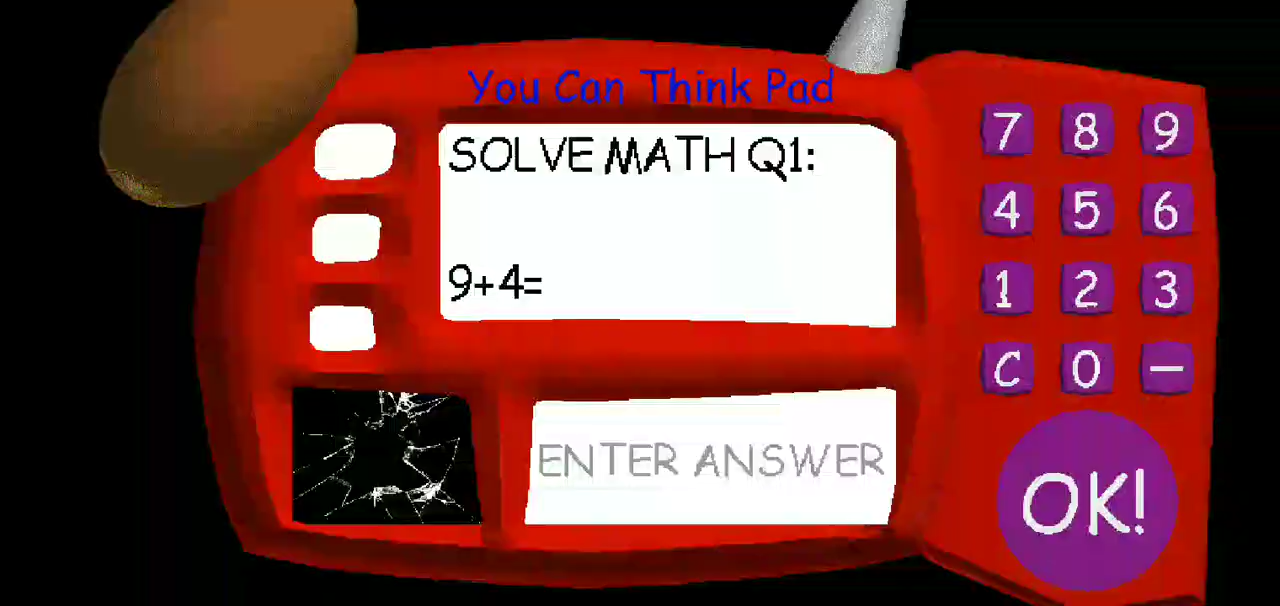 You Can Think Pad
SOLVE MATH Q1:
9+4=
ENTER ANSWER
7 8 9
4 5 6
1 2 3
C 0 —
OK!